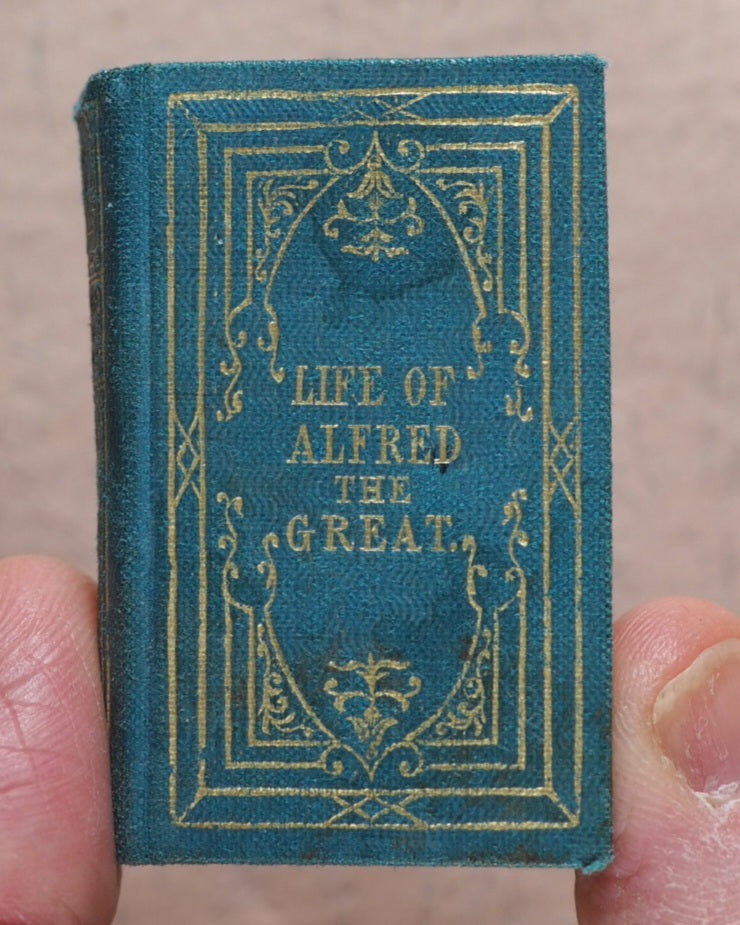 LIFE OF
ALFRED
THE
GREAT.